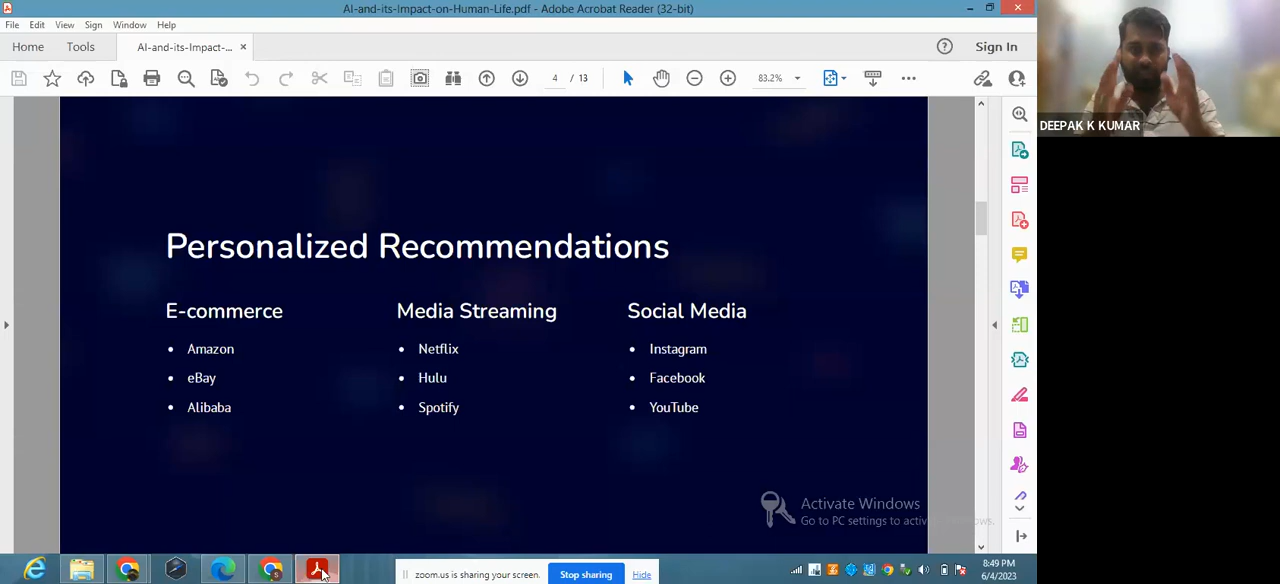 AI-and-its-Impact-on-Human-Life.pdf - Adobe Acrobat Reader (32-bit)
File Edit View Sign Window Help
Home Tools AI-and-its-Impact-... × Sign In
4 / 13 83.2%
DEEPAK K KUMAR
Personalized Recommendations
E-commerce
• Amazon
• eBay
• Alibaba
Media Streaming
• Netflix
• Hulu
• Spotify
Social Media
• Instagram
• Facebook
• YouTube
Activate Windows
Go to PC settings to activ
zoom.us is sharing your screen. Stop sharing Hide
8:49 PM
6/4/2023